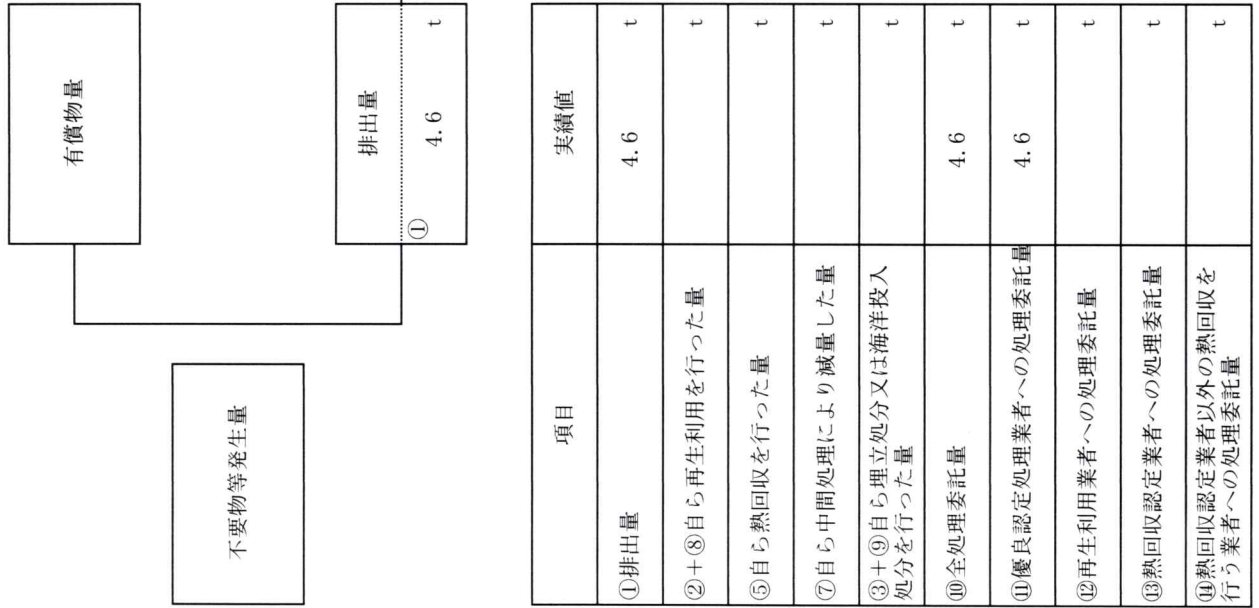 有償物量
不要物等発生量
排出量
① 4.6 t
項目 実績値
①排出量 4.6 t
②+⑧自ら再生利用を行った量 t
⑤自ら熱回収を行った量 t
⑦自ら中間処理により減量した量 t
③+⑨自ら埋立処分又は海洋投入
処分を行った量 t
⑩全処理委託量 4.6 t
⑪優良認定処理業者への処理委託量 4.6 t
⑫再生利用業者への処理委託量 t
⑬熱回収認定業者への処理委託量 t
⑭熱回収認定業者以外の熱回収を
行う業者への処理委託量 t